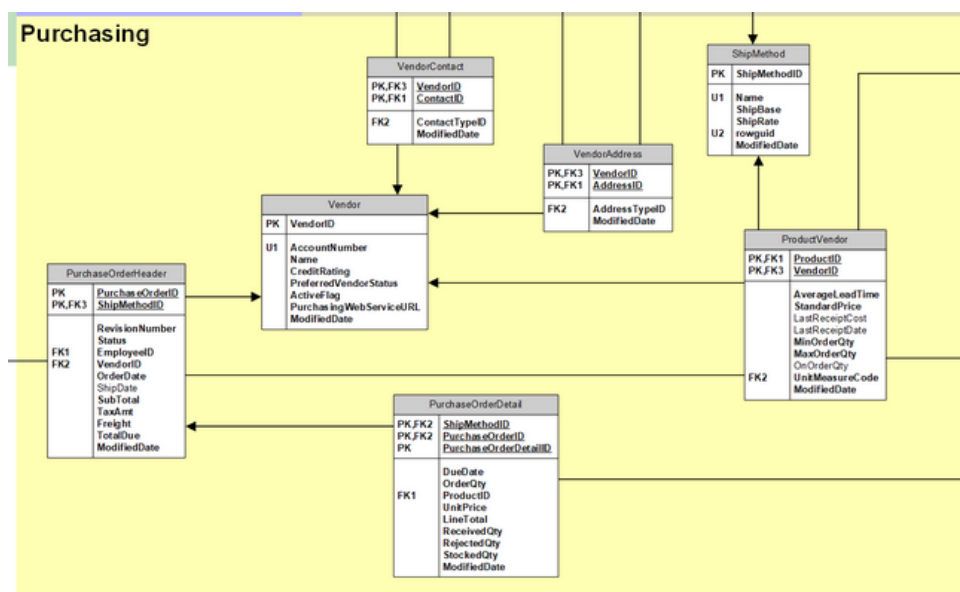 Purchasing
VendorContact
PK,FK3 VendorID
PK,FK1 ContactID
FK2 ContactTypeID
ModifiedDate
ShipMethod
PK ShipMethodID
U1 Name
ShipBase
ShipRate
U2 rowguid
ModifiedDate
VendorAddress
PK,FK3 VendorID
PK,FK1 AddressID
FK2 AddressTypeID
ModifiedDate
Vendor
PK VendorID
U1 AccountNumber
Name
CreditRating
PreferredVendorStatus
ActiveFlag
PurchasingWebServiceURL
ModifiedDate
ProductVendor
PK,FK1 ProductID
PK,FK3 VendorID
AverageLeadTime
StandardPrice
LastReceiptCost
LastReceiptDate
MinOrderQty
MaxOrderQty
OnOrderQty
FK2 UnitMeasureCode
ModifiedDate
PurchaseOrderHeader
PK PurchaseOrderID
PK,FK3 ShipMethodID
RevisionNumber
Status
FK1 EmployeeID
FK2 VendorID
OrderDate
ShipDate
SubTotal
TaxAmt
Freight
TotalDue
ModifiedDate
PurchaseOrderDetail
PK,FK2 ShipMethodID
PK,FK2 PurchaseOrderID
PK PurchaseOrderDetailID
DueDate
OrderQty
FK1 ProductID
UnitPrice
LineTotal
ReceivedQty
RejectedQty
StockedQty
ModifiedDate